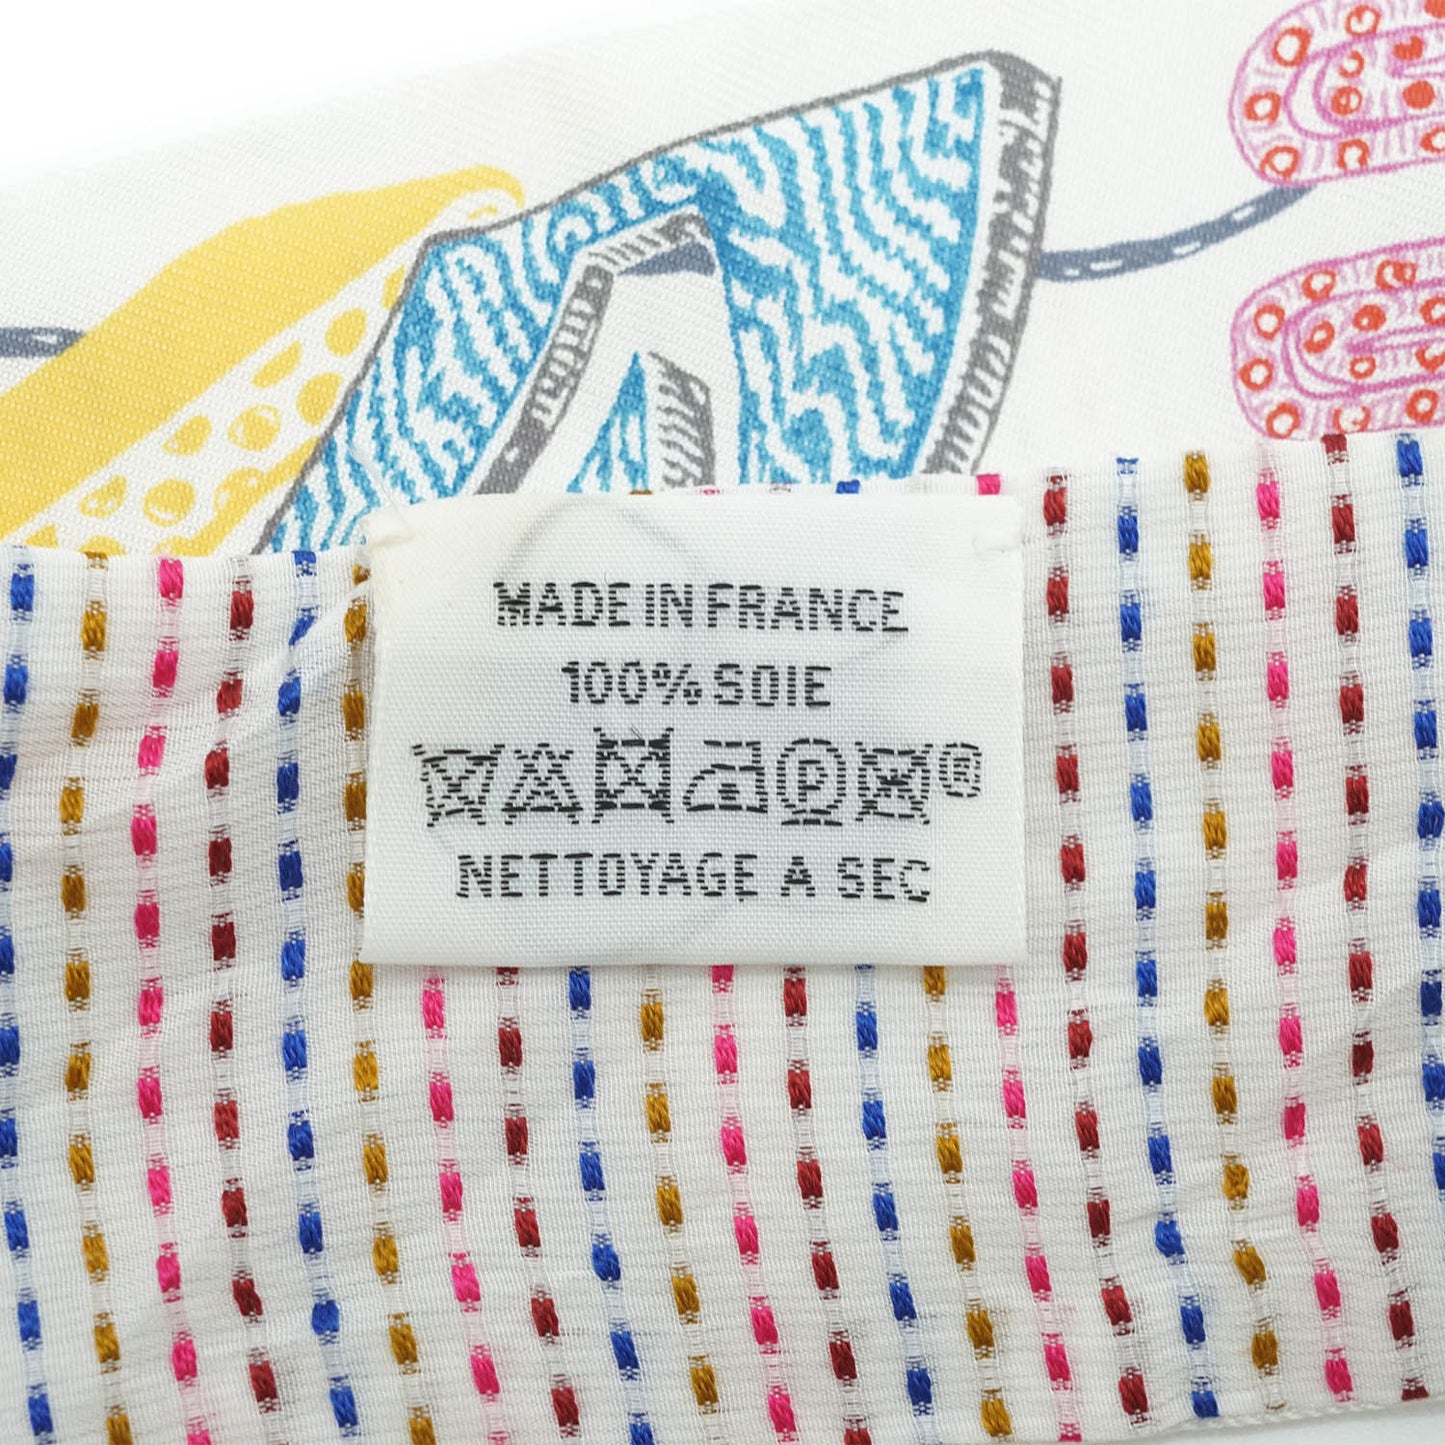 MADE IN FRANCE
100% SOIE
P ®
NETTOYAGE A SEC